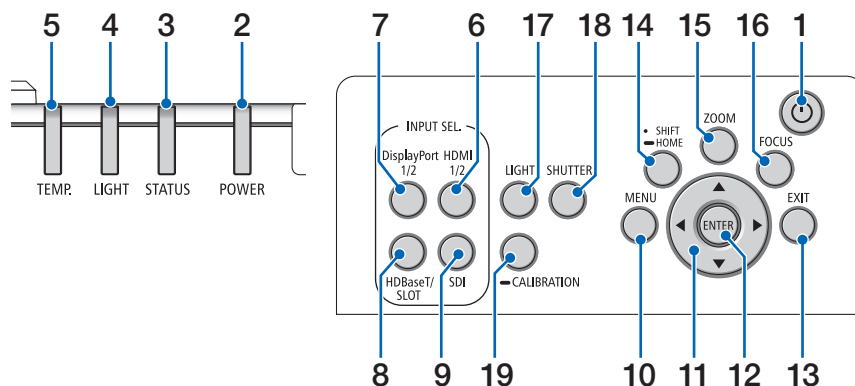 5 4 3 2 7 6 17 18 14 15 16 1
INPUT SEL.
DisplayPort
1/2
HDMI
1/2
LIGHT
SHUTTER
• SHIFT
━ HOME
ZOOM
FOCUS
TEMP.
LIGHT
STATUS
POWER
MENU
ENTER
EXIT
HDBaseT/
SLOT
SDI
━ CALIBRATION
8 9 19 10 11 12 13